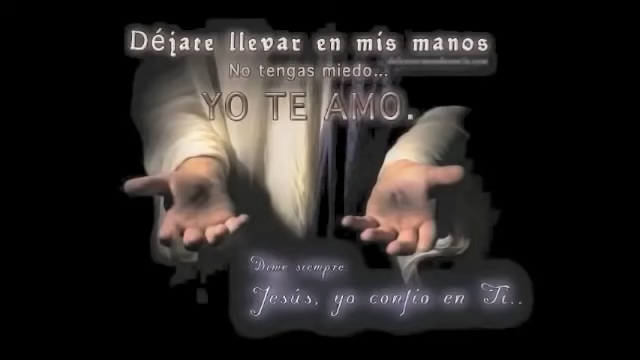 Déjate llevar en mis manos
No tengas miedo...
YO TE AMO.
Dime siempre
Jesús, yo confío en Ti..